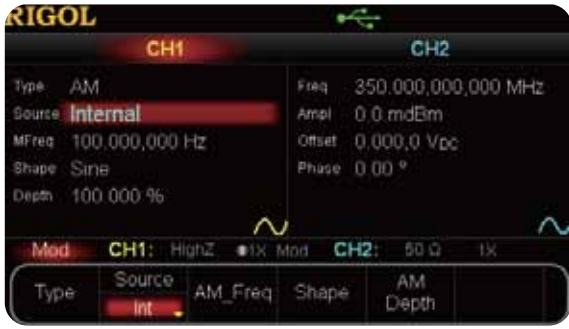 RIGOL
CH1 CH2
Type AM
Source Internal
MFreq 100.000,000 Hz
Shape Sine
Depth 100.000 %
Freq 350.000,000,000 MHz
Ampl 0.0 mdBm
Offset 0.000,0 VDC
Phase 0.00 °
Mod CH1: HighZ 1X Mod CH2: 50 Ω 1X
Type Source Int AM_Freq Shape AM Depth